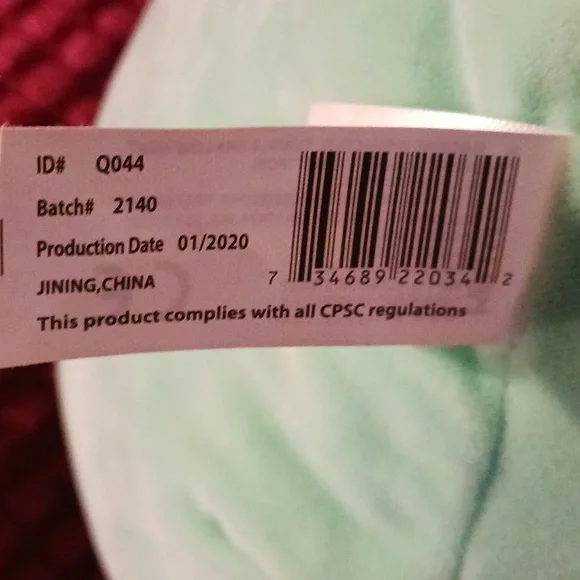 ID# Q044
Batch# 2140
Production Date 01/2020
JINING,CHINA
This product complies with all CPSC regulations
7 34689 22034 2